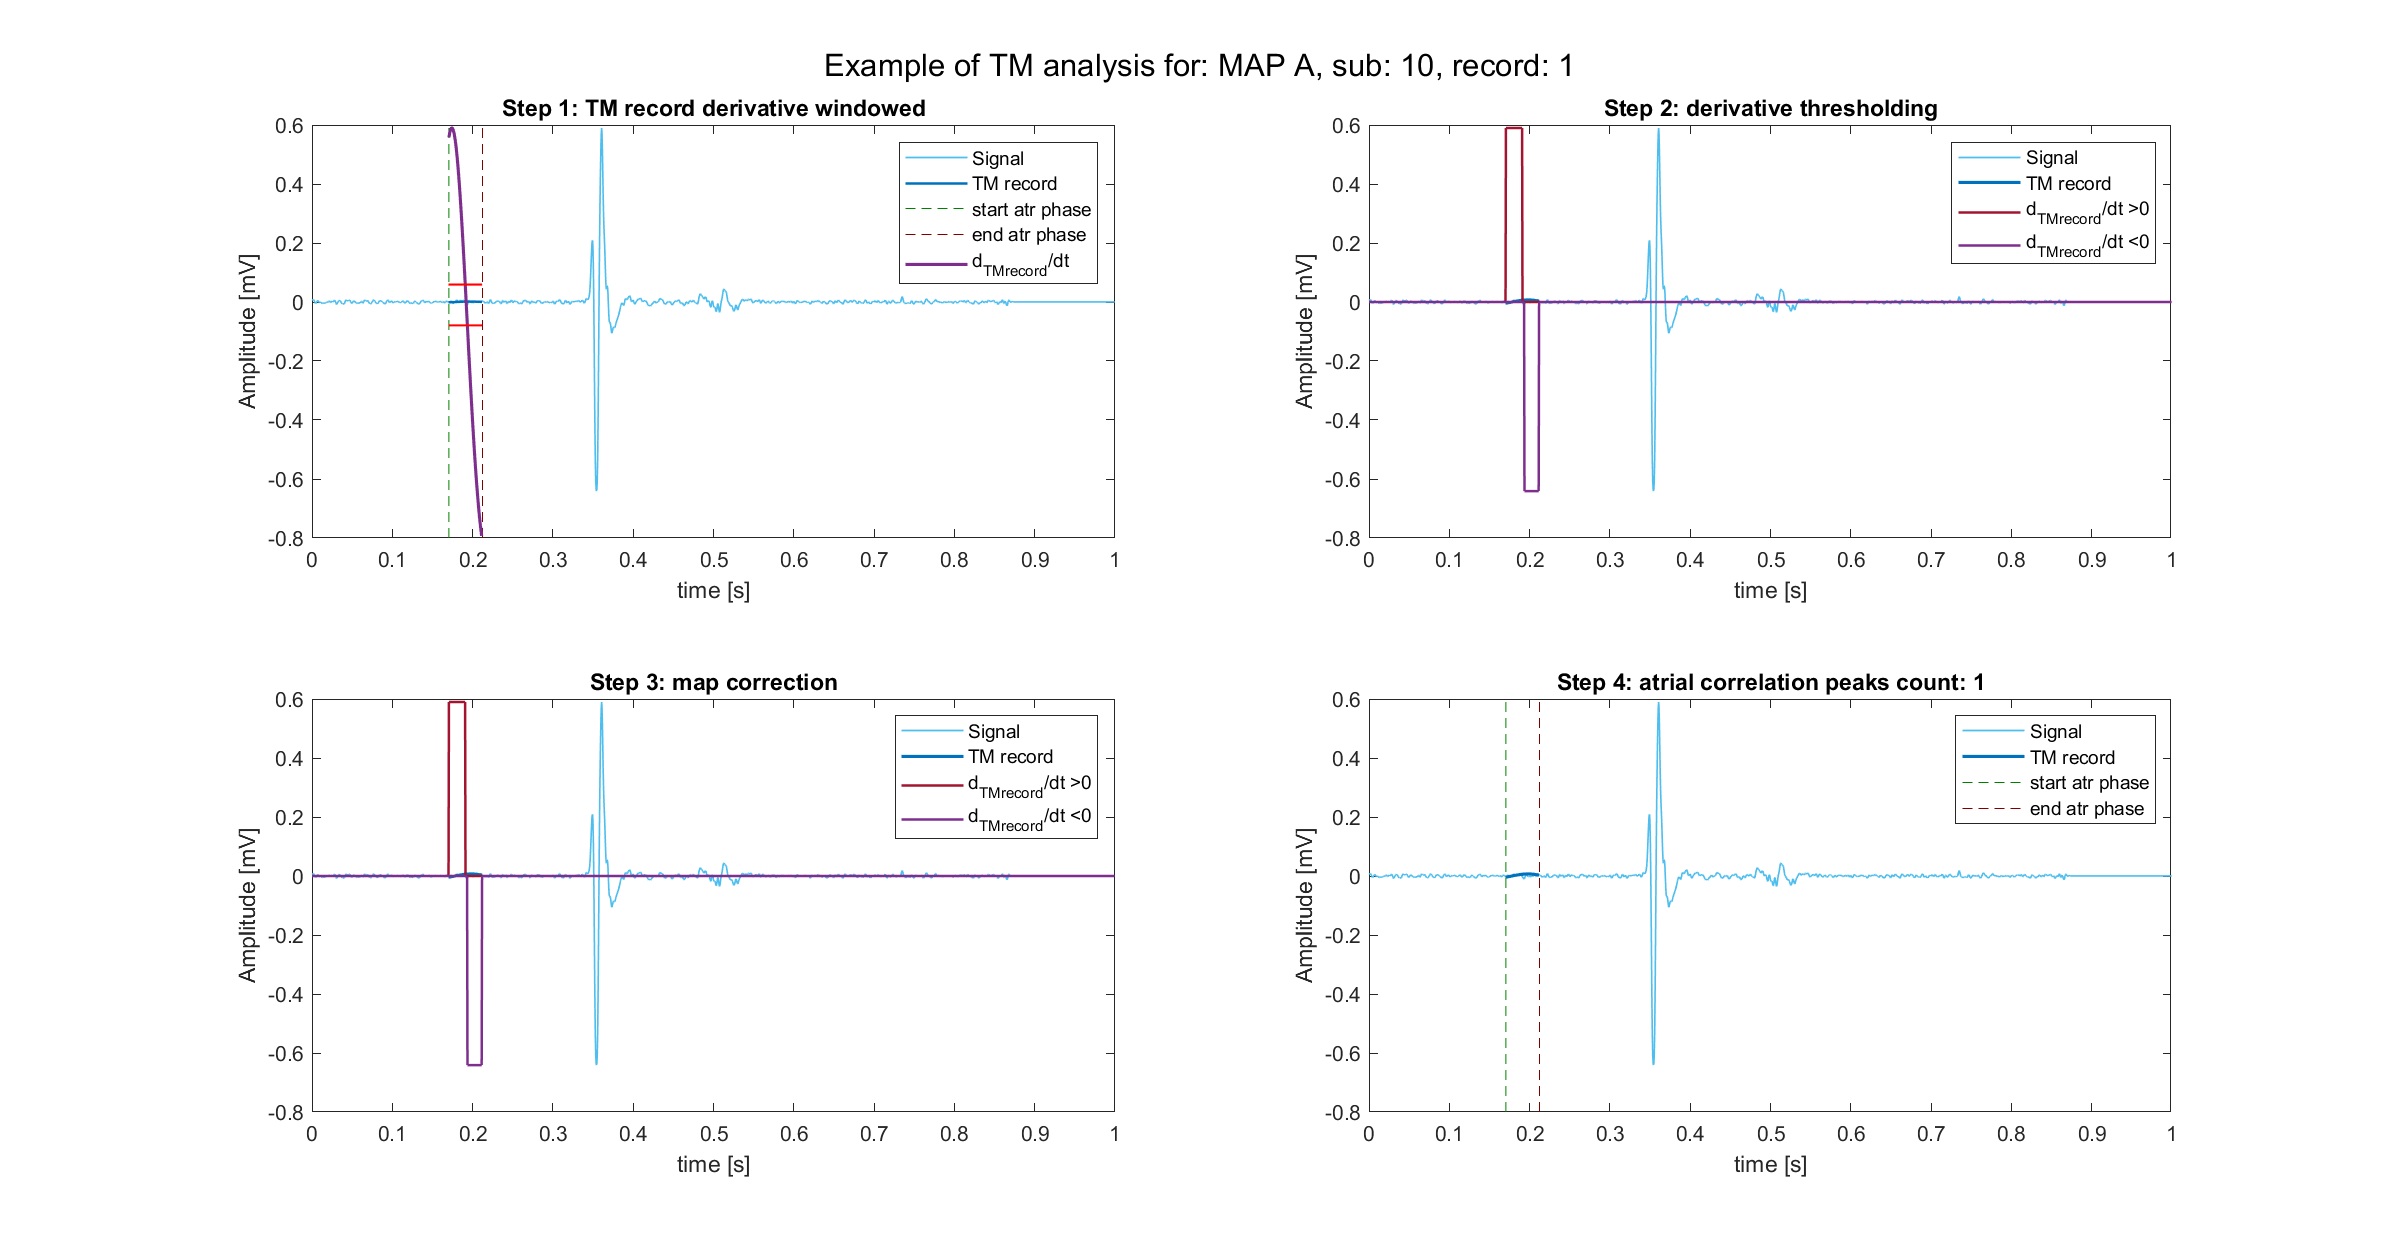 Example of TM analysis for: MAP A, sub: 10, record: 1
Step 1: TM record derivative windowed
0.6
0.4
0.2
0
-0.2
-0.4
-0.6
-0.8
Amplitude [mV]
0 0.1 0.2 0.3 0.4 0.5 0.6 0.7 0.8 0.9 1
time [s]
Signal
TM record
start atr phase
end atr phase
dTMrecord/dt
Step 2: derivative thresholding
0.6
0.4
0.2
0
-0.2
-0.4
-0.6
-0.8
Amplitude [mV]
0 0.1 0.2 0.3 0.4 0.5 0.6 0.7 0.8 0.9 1
time [s]
Signal
TM record
dTMrecord/dt >0
dTMrecord/dt <0
Step 3: map correction
0.6
0.4
0.2
0
-0.2
-0.4
-0.6
-0.8
Amplitude [mV]
0 0.1 0.2 0.3 0.4 0.5 0.6 0.7 0.8 0.9 1
time [s]
Signal
TM record
dTMrecord/dt >0
dTMrecord/dt <0
Step 4: atrial correlation peaks count: 1
0.6
0.4
0.2
0
-0.2
-0.4
-0.6
-0.8
Amplitude [mV]
0 0.1 0.2 0.3 0.4 0.5 0.6 0.7 0.8 0.9 1
time [s]
Signal
TM record
start atr phase
end atr phase